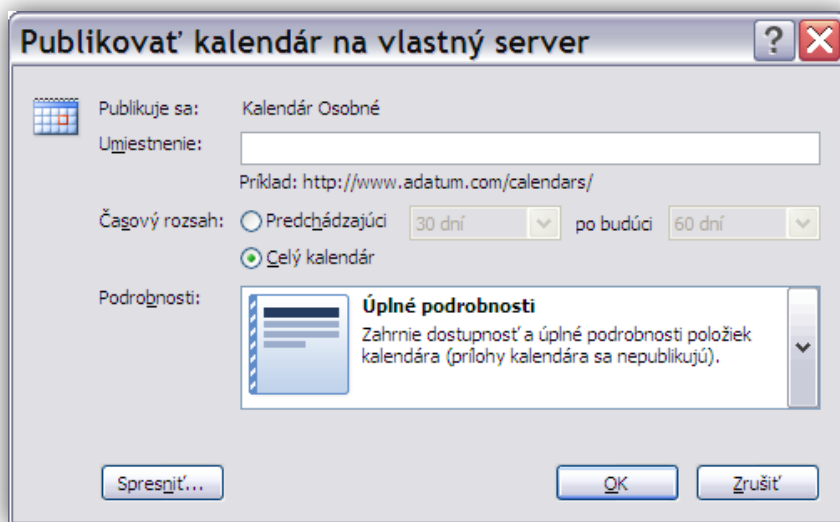 Publikovať kalendár na vlastný server
Publikuje sa: Kalendár Osobné
Umiestnenie:
Príklad: http://www.adatum.com/calendars/
Časový rozsah: Predchádzajúci 30 dní po budúci 60 dní
Celý kalendár
Podrobnosti: Úplné podrobnosti
Zahrnie dostupnosť a úplné podrobnosti položiek
kalendára (prílohy kalendára sa nepublikujú).
Spresniť... OK Zrušiť